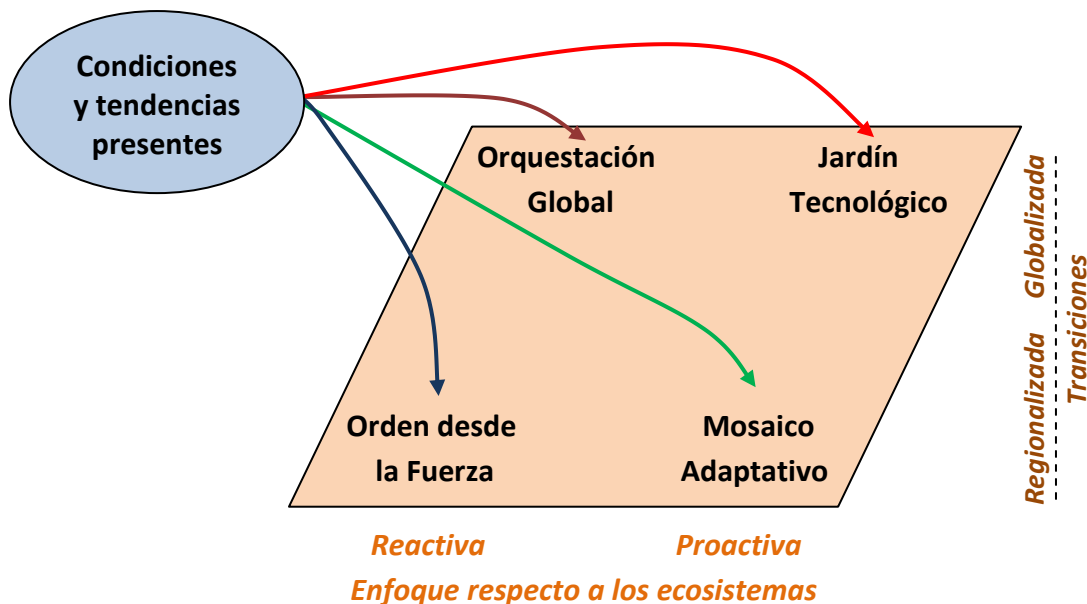 Condiciones
y tendencias
presentes
Orquestación
Global
Jardín
Tecnológico
Orden desde
la Fuerza
Mosaico
Adaptativo
Regionalizada Globalizada
Transiciones
Reactiva Proactiva
Enfoque respecto a los ecosistemas